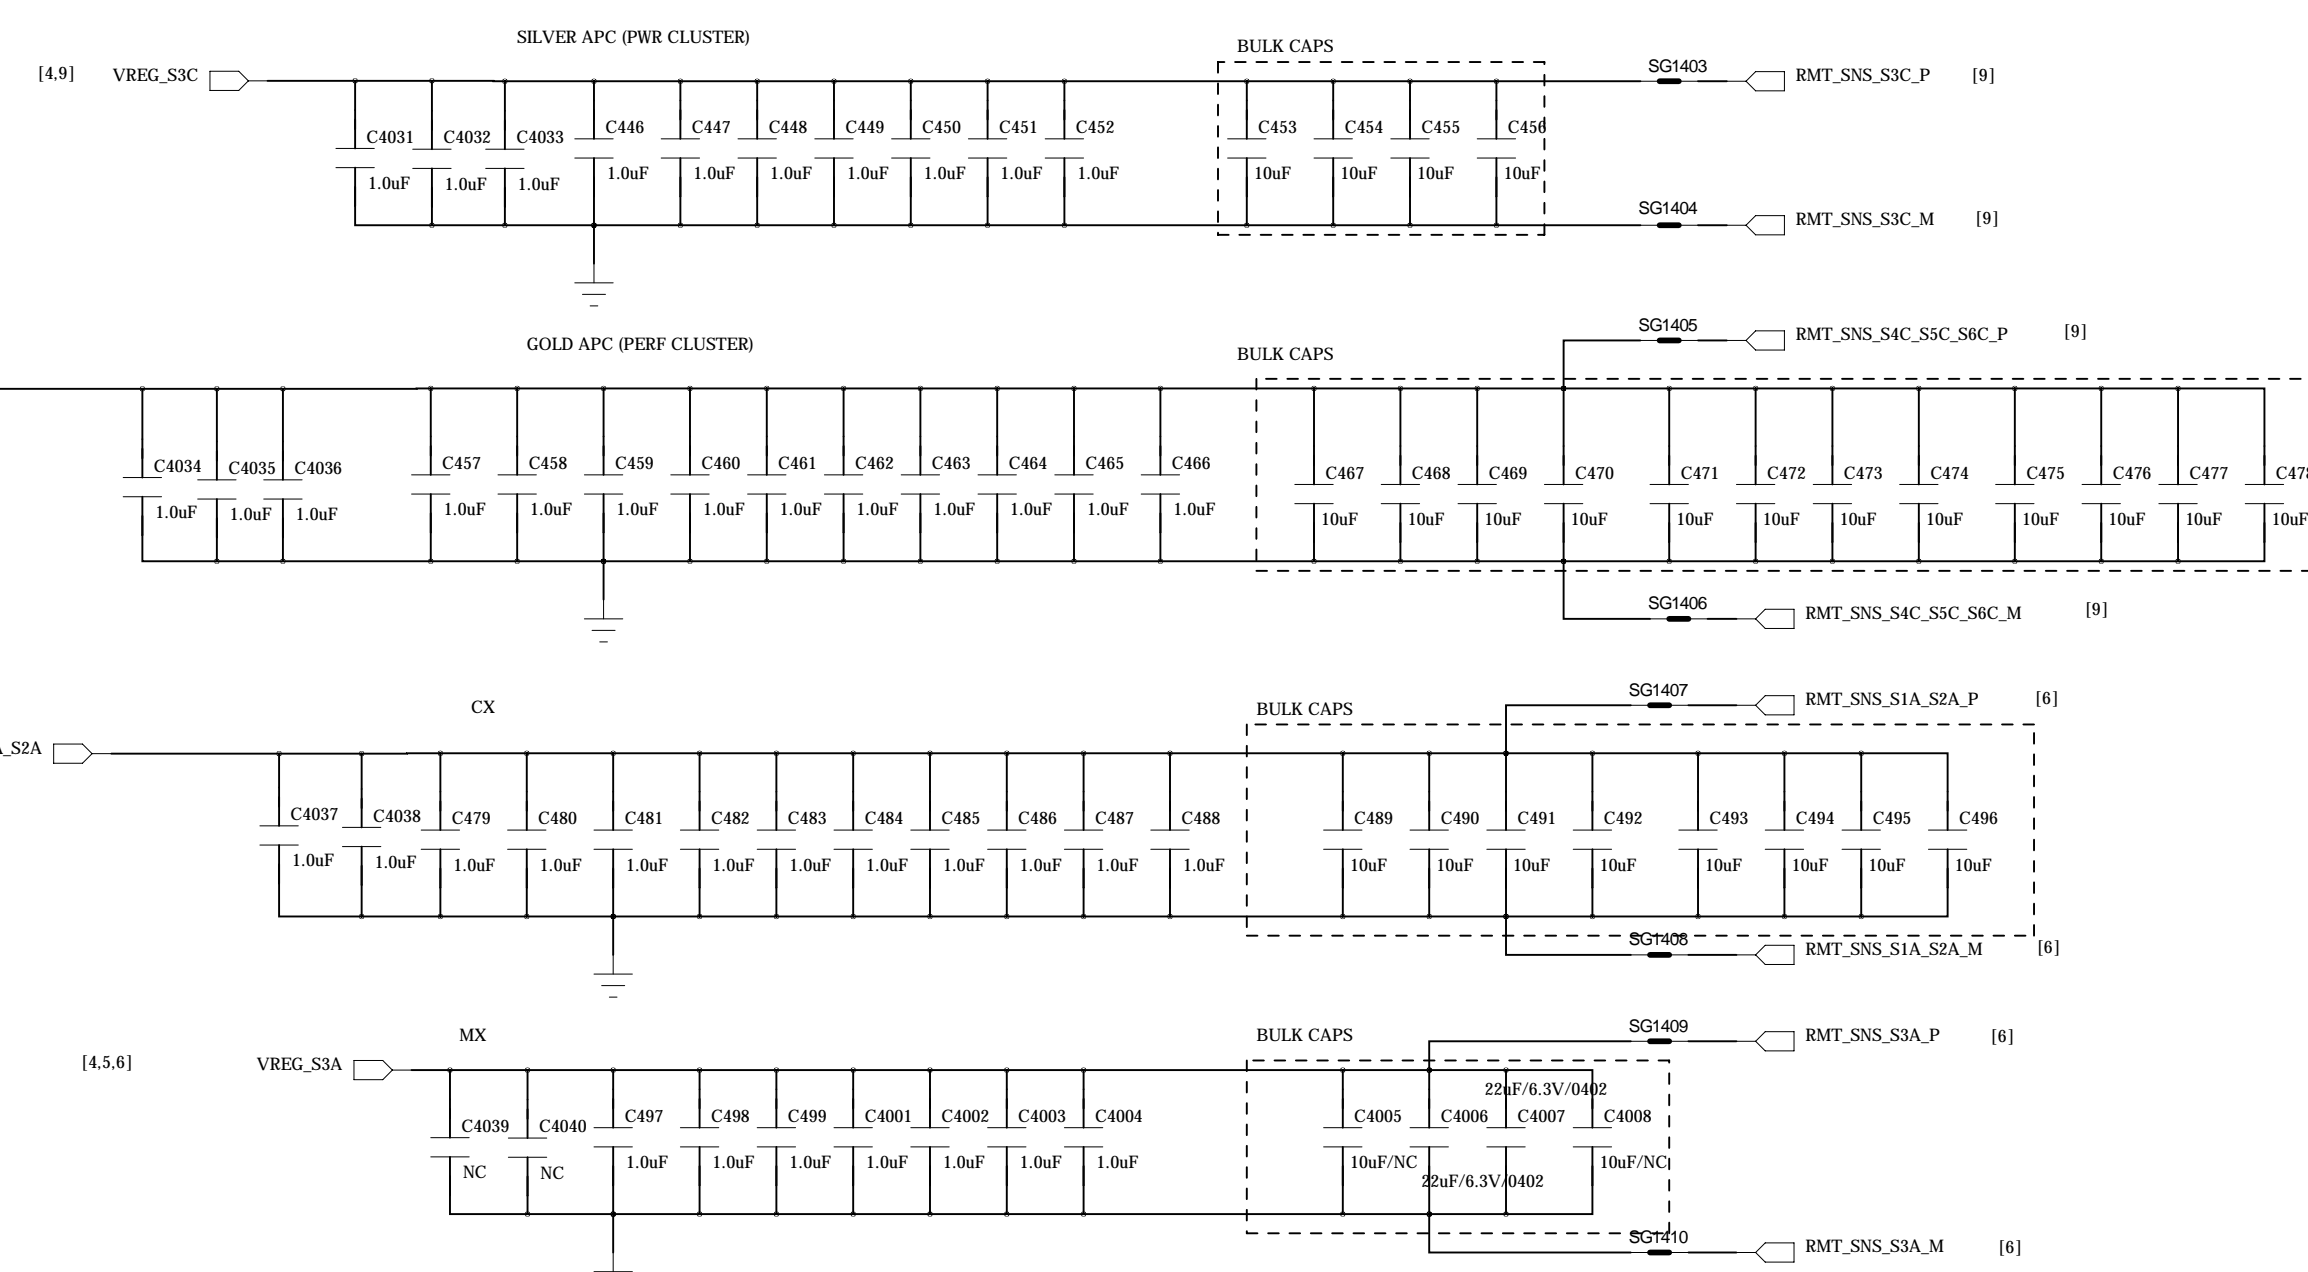 SILVER APC (PWR CLUSTER)
BULK CAPS
[4,9] VREG_S3C
SG1403
RMT_SNS_S3C_P [9]
C4031 C4032 C4033 C446 C447 C448 C449 C450 C451 C452 C453 C454 C455 C456
1.0uF 1.0uF 1.0uF 1.0uF 1.0uF 1.0uF 1.0uF 1.0uF 1.0uF 1.0uF 10uF 10uF 10uF 10uF
SG1404
RMT_SNS_S3C_M [9]
GOLD APC (PERF CLUSTER)
BULK CAPS
SG1405
RMT_SNS_S4C_S5C_S6C_P [9]
C4034 C4035 C4036 C457 C458 C459 C460 C461 C462 C463 C464 C465 C466 C467 C468 C469 C470 C471 C472 C473 C474 C475 C476 C477 C478
1.0uF 1.0uF 1.0uF 1.0uF 1.0uF 1.0uF 1.0uF 1.0uF 1.0uF 1.0uF 1.0uF 1.0uF 1.0uF 10uF 10uF 10uF 10uF 10uF 10uF 10uF 10uF 10uF 10uF 10uF 10uF
SG1406
RMT_SNS_S4C_S5C_S6C_M [9]
CX
BULK CAPS
SG1407
RMT_SNS_S1A_S2A_P [6]
A_S2A
C4037 C4038 C479 C480 C481 C482 C483 C484 C485 C486 C487 C488 C489 C490 C491 C492 C493 C494 C495 C496
1.0uF 1.0uF 1.0uF 1.0uF 1.0uF 1.0uF 1.0uF 1.0uF 1.0uF 1.0uF 1.0uF 1.0uF 10uF 10uF 10uF 10uF 10uF 10uF 10uF 10uF
SG1408
RMT_SNS_S1A_S2A_M [6]
MX
BULK CAPS
SG1409
RMT_SNS_S3A_P [6]
[4,5,6] VREG_S3A
22uF/6.3V/0402
C4039 C4040 C497 C498 C499 C4001 C4002 C4003 C4004 C4005 C4006 C4007 C4008
NC NC 1.0uF 1.0uF 1.0uF 1.0uF 1.0uF 1.0uF 1.0uF 10uF/NC 10uF/NC
22uF/6.3V/0402
SG1410
RMT_SNS_S3A_M [6]